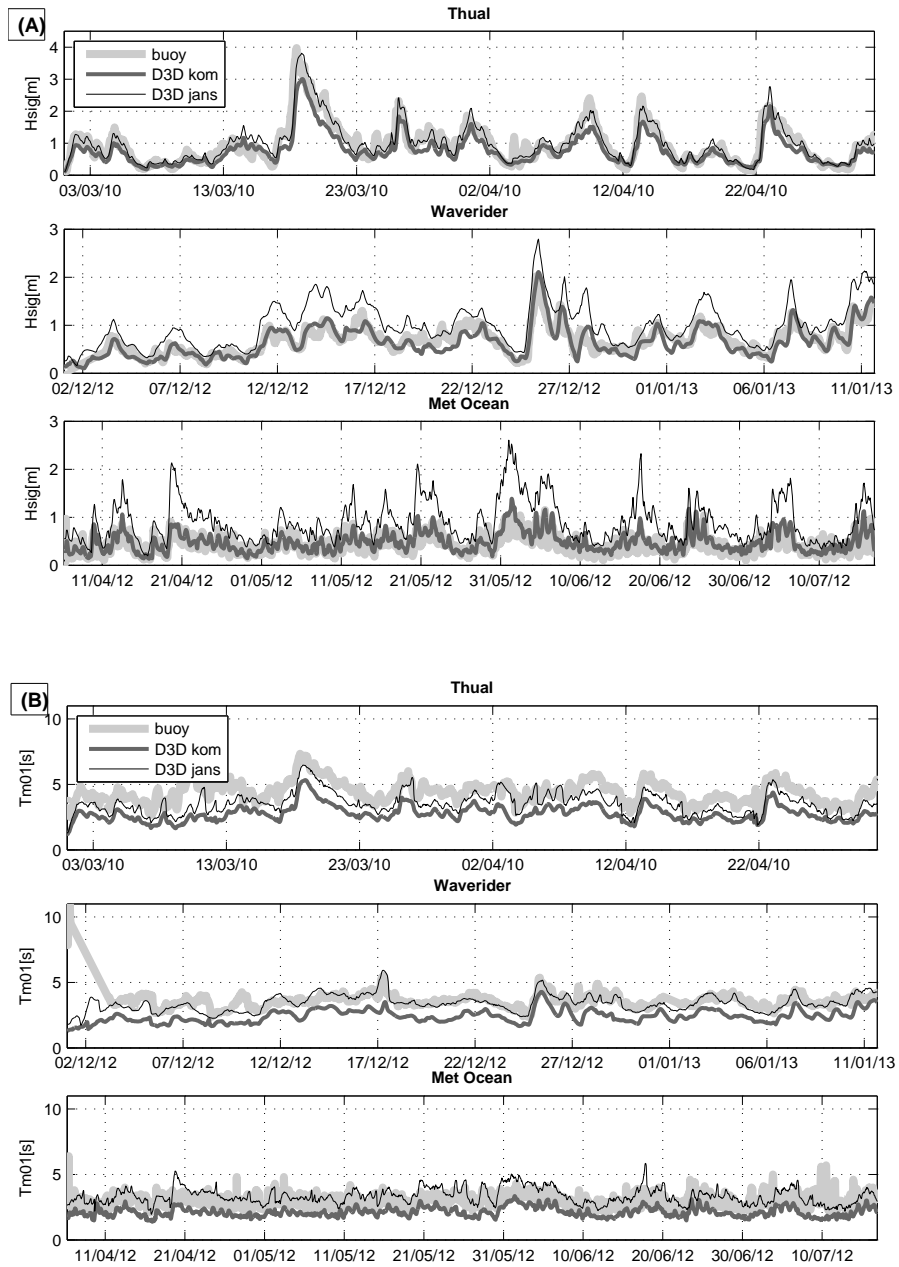 (A)
Thual
Hsig[m]
4
3
2
1
0
buoy
D3D kom
D3D jans
03/03/10 13/03/10 23/03/10 02/04/10 12/04/10 22/04/10
Waverider
Hsig[m]
3
2
1
0
02/12/12 07/12/12 12/12/12 17/12/12 22/12/12 27/12/12 01/01/13 06/01/13 11/01/13
Met Ocean
Hsig[m]
3
2
1
0
11/04/12 21/04/12 01/05/12 11/05/12 21/05/12 31/05/12 10/06/12 20/06/12 30/06/12 10/07/12
(B)
Thual
Tm01[s]
10
5
0
buoy
D3D kom
D3D jans
03/03/10 13/03/10 23/03/10 02/04/10 12/04/10 22/04/10
Waverider
Tm01[s]
10
5
0
02/12/12 07/12/12 12/12/12 17/12/12 22/12/12 27/12/12 01/01/13 06/01/13 11/01/13
Met Ocean
Tm01[s]
10
5
0
11/04/12 21/04/12 01/05/12 11/05/12 21/05/12 31/05/12 10/06/12 20/06/12 30/06/12 10/07/12